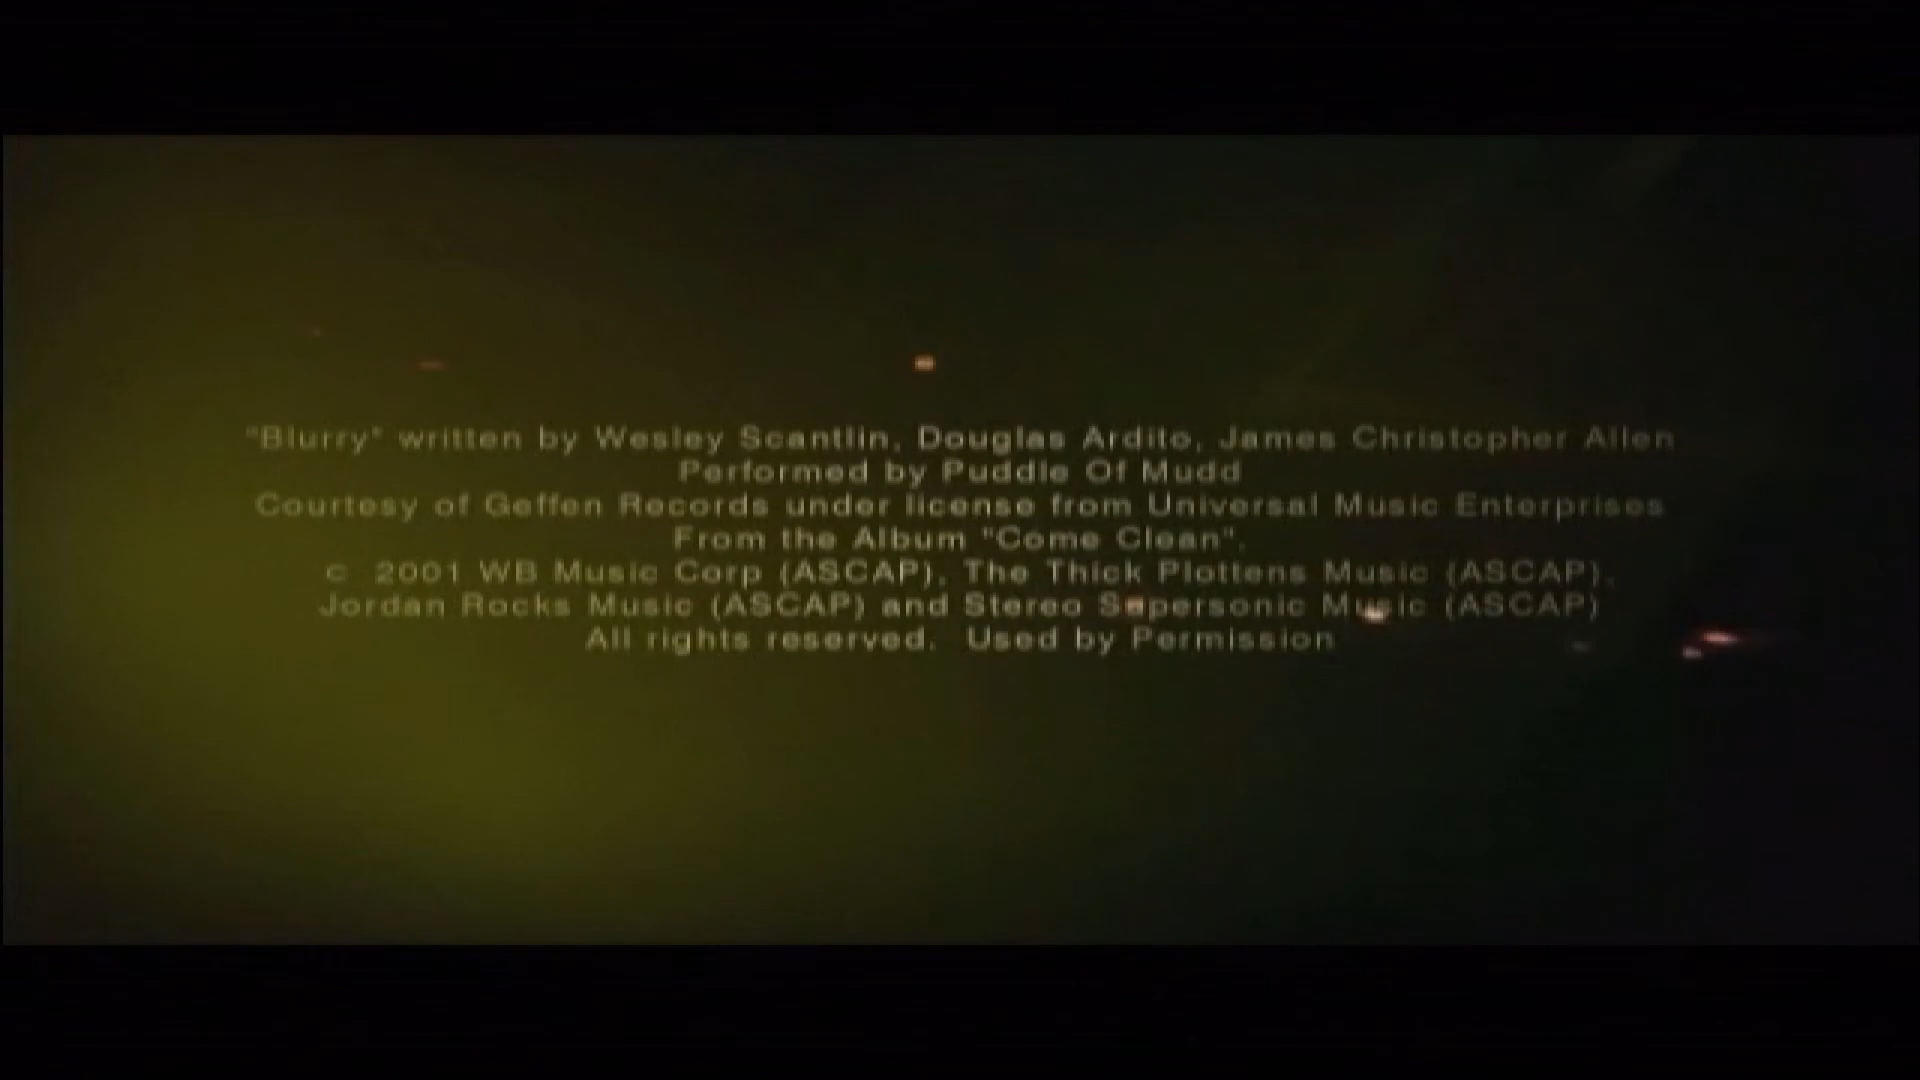 "Blurry" written by Wesley Scantlin, Douglas Ardito, James Christopher Allen
Performed by Puddle Of Mudd
Courtesy of Geffen Records under license from Universal Music Enterprises
From the Album "Come Clean".
c 2001 WB Music Corp (ASCAP), The Thick Plottens Music (ASCAP),
Jordan Rocks Music (ASCAP) and Stereo Supersonic Music (ASCAP)
All rights reserved. Used by Permission